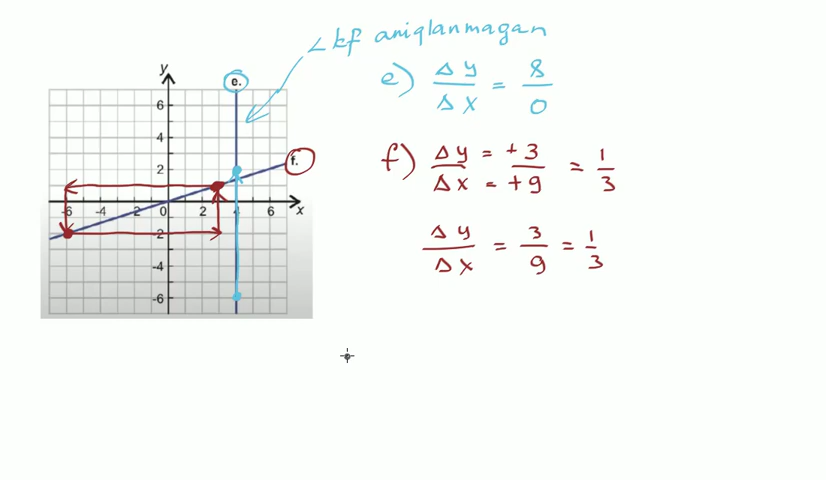 ∠ kf aniqlanmagan
e) Δy/Δx = 8/0
f) Δy = +3 / Δx = +9 = 1/3
Δy/Δx = 3/9 = 1/3
y
e.
6
4
f.
2
-6 -4 -2 0 2 4 6 x
-2
-4
-6